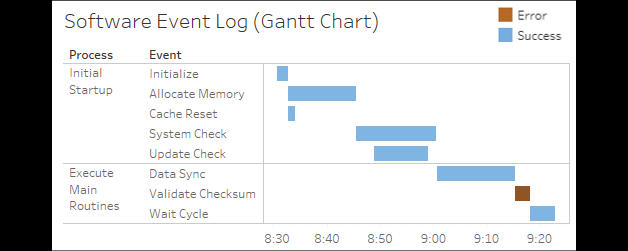 Software Event Log (Gantt Chart)
Error
Success
Process Event
Initial Startup
Initialize
Allocate Memory
Cache Reset
System Check
Update Check
Execute Main Routines
Data Sync
Validate Checksum
Wait Cycle
8:30 8:40 8:50 9:00 9:10 9:20